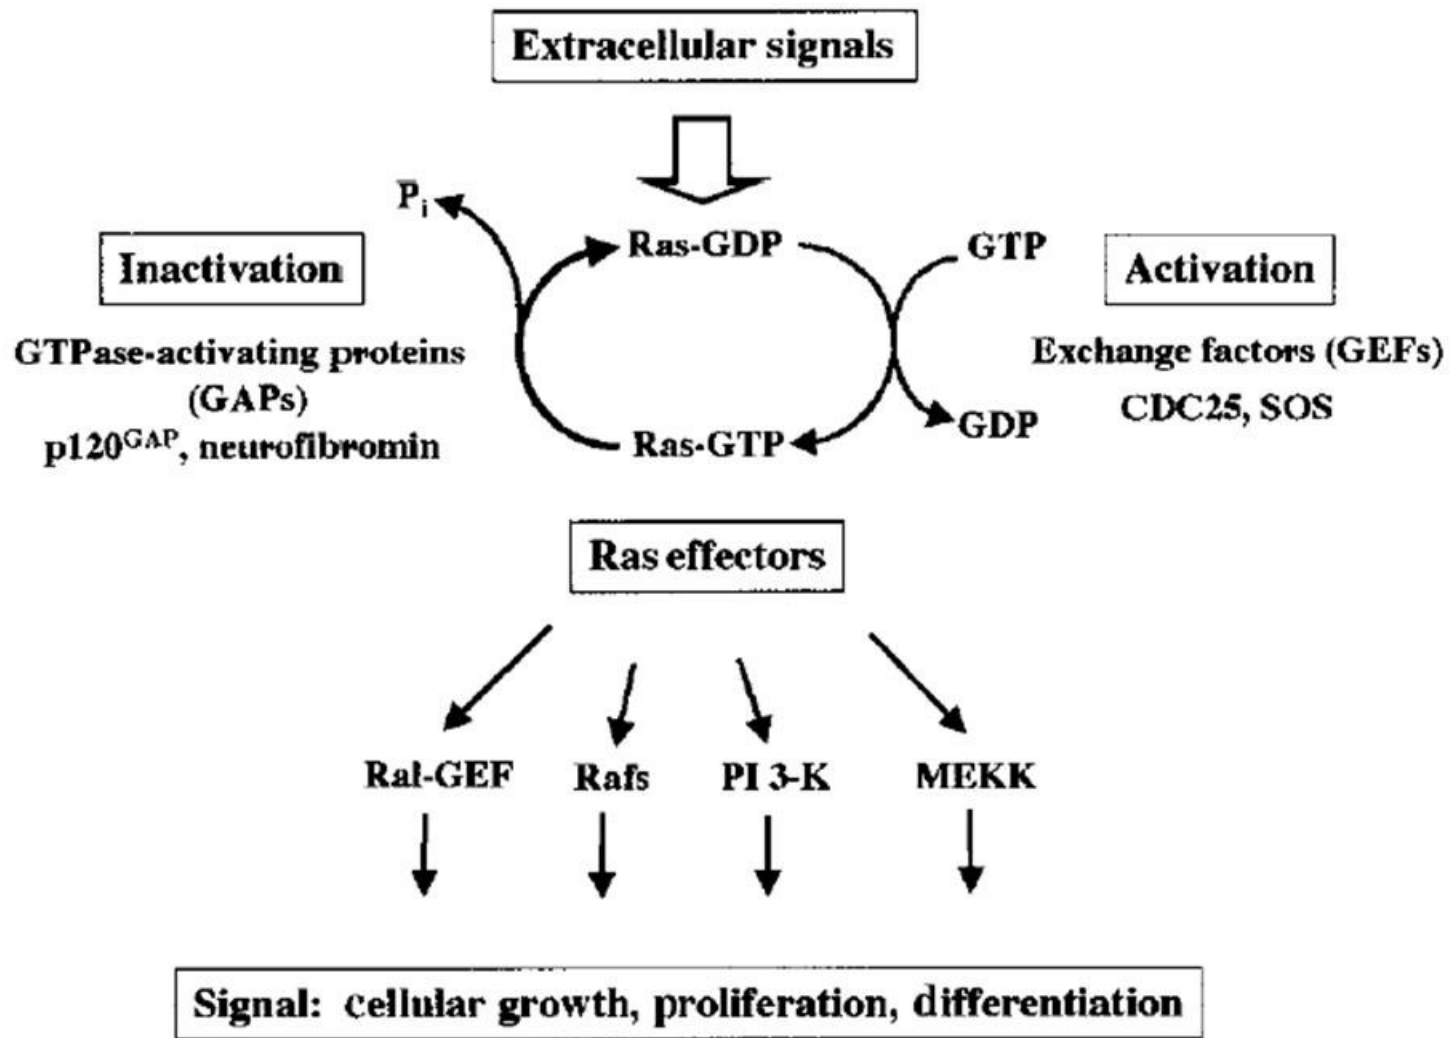 Extracellular signals
Pi
Ras-GDP
GTP
Inactivation
Activation
GTPase-activating proteins
(GAPs)
p120GAP, neurofibromin
Exchange factors (GEFs)
CDC25, SOS
Ras-GTP
GDP
Ras effectors
Ral-GEF
Rafs
PI 3-K
MEKK
Signal: cellular growth, proliferation, differentiation